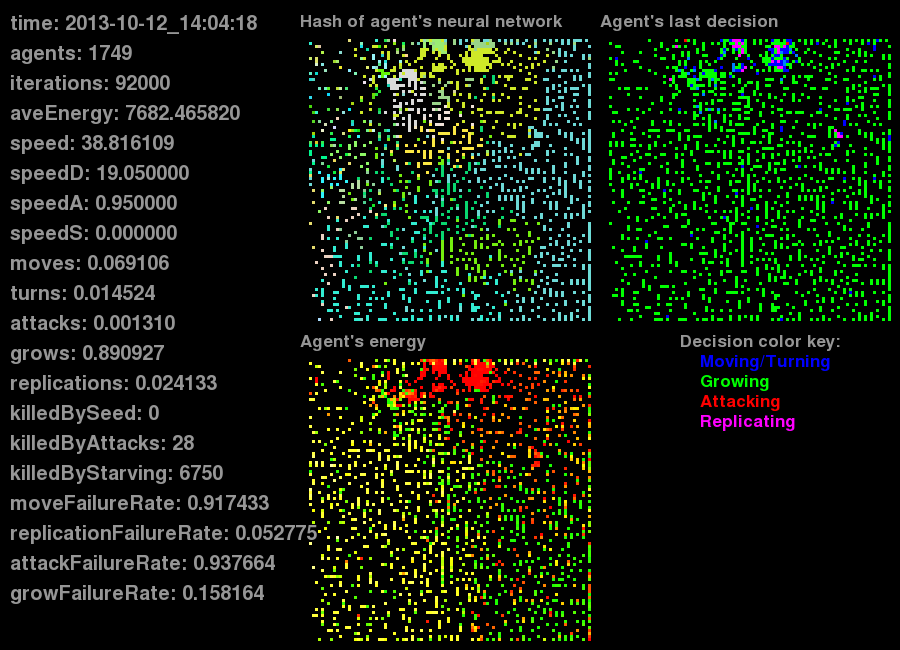 time: 2013-10-12_14:04:18
agents: 1749
iterations: 92000
aveEnergy: 7682.465820
speed: 38.816109
speedD: 19.050000
speedA: 0.950000
speedS: 0.000000
moves: 0.069106
turns: 0.014524
attacks: 0.001310
grows: 0.890927
replications: 0.024133
killedBySeed: 0
killedByAttacks: 28
killedByStarving: 6750
moveFailureRate: 0.917433
replicationFailureRate: 0.052775
attackFailureRate: 0.937664
growFailureRate: 0.158164
Hash of agent's neural network
Agent's last decision
Agent's energy
Decision color key:
Moving/Turning
Growing
Attacking
Replicating